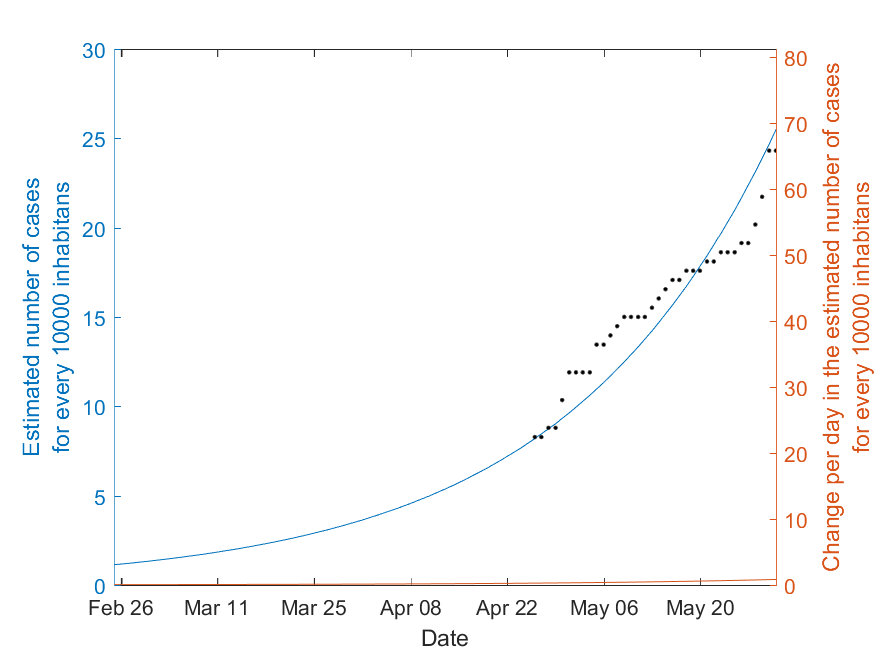 30
25
20
15
10
5
0
Estimated number of cases
for every 10000 inhabitans
80
70
60
50
40
30
20
10
0
Change per day in the estimated number of cases
for every 10000 inhabitans
Feb 26 Mar 11 Mar 25 Apr 08 Apr 22 May 06 May 20
Date